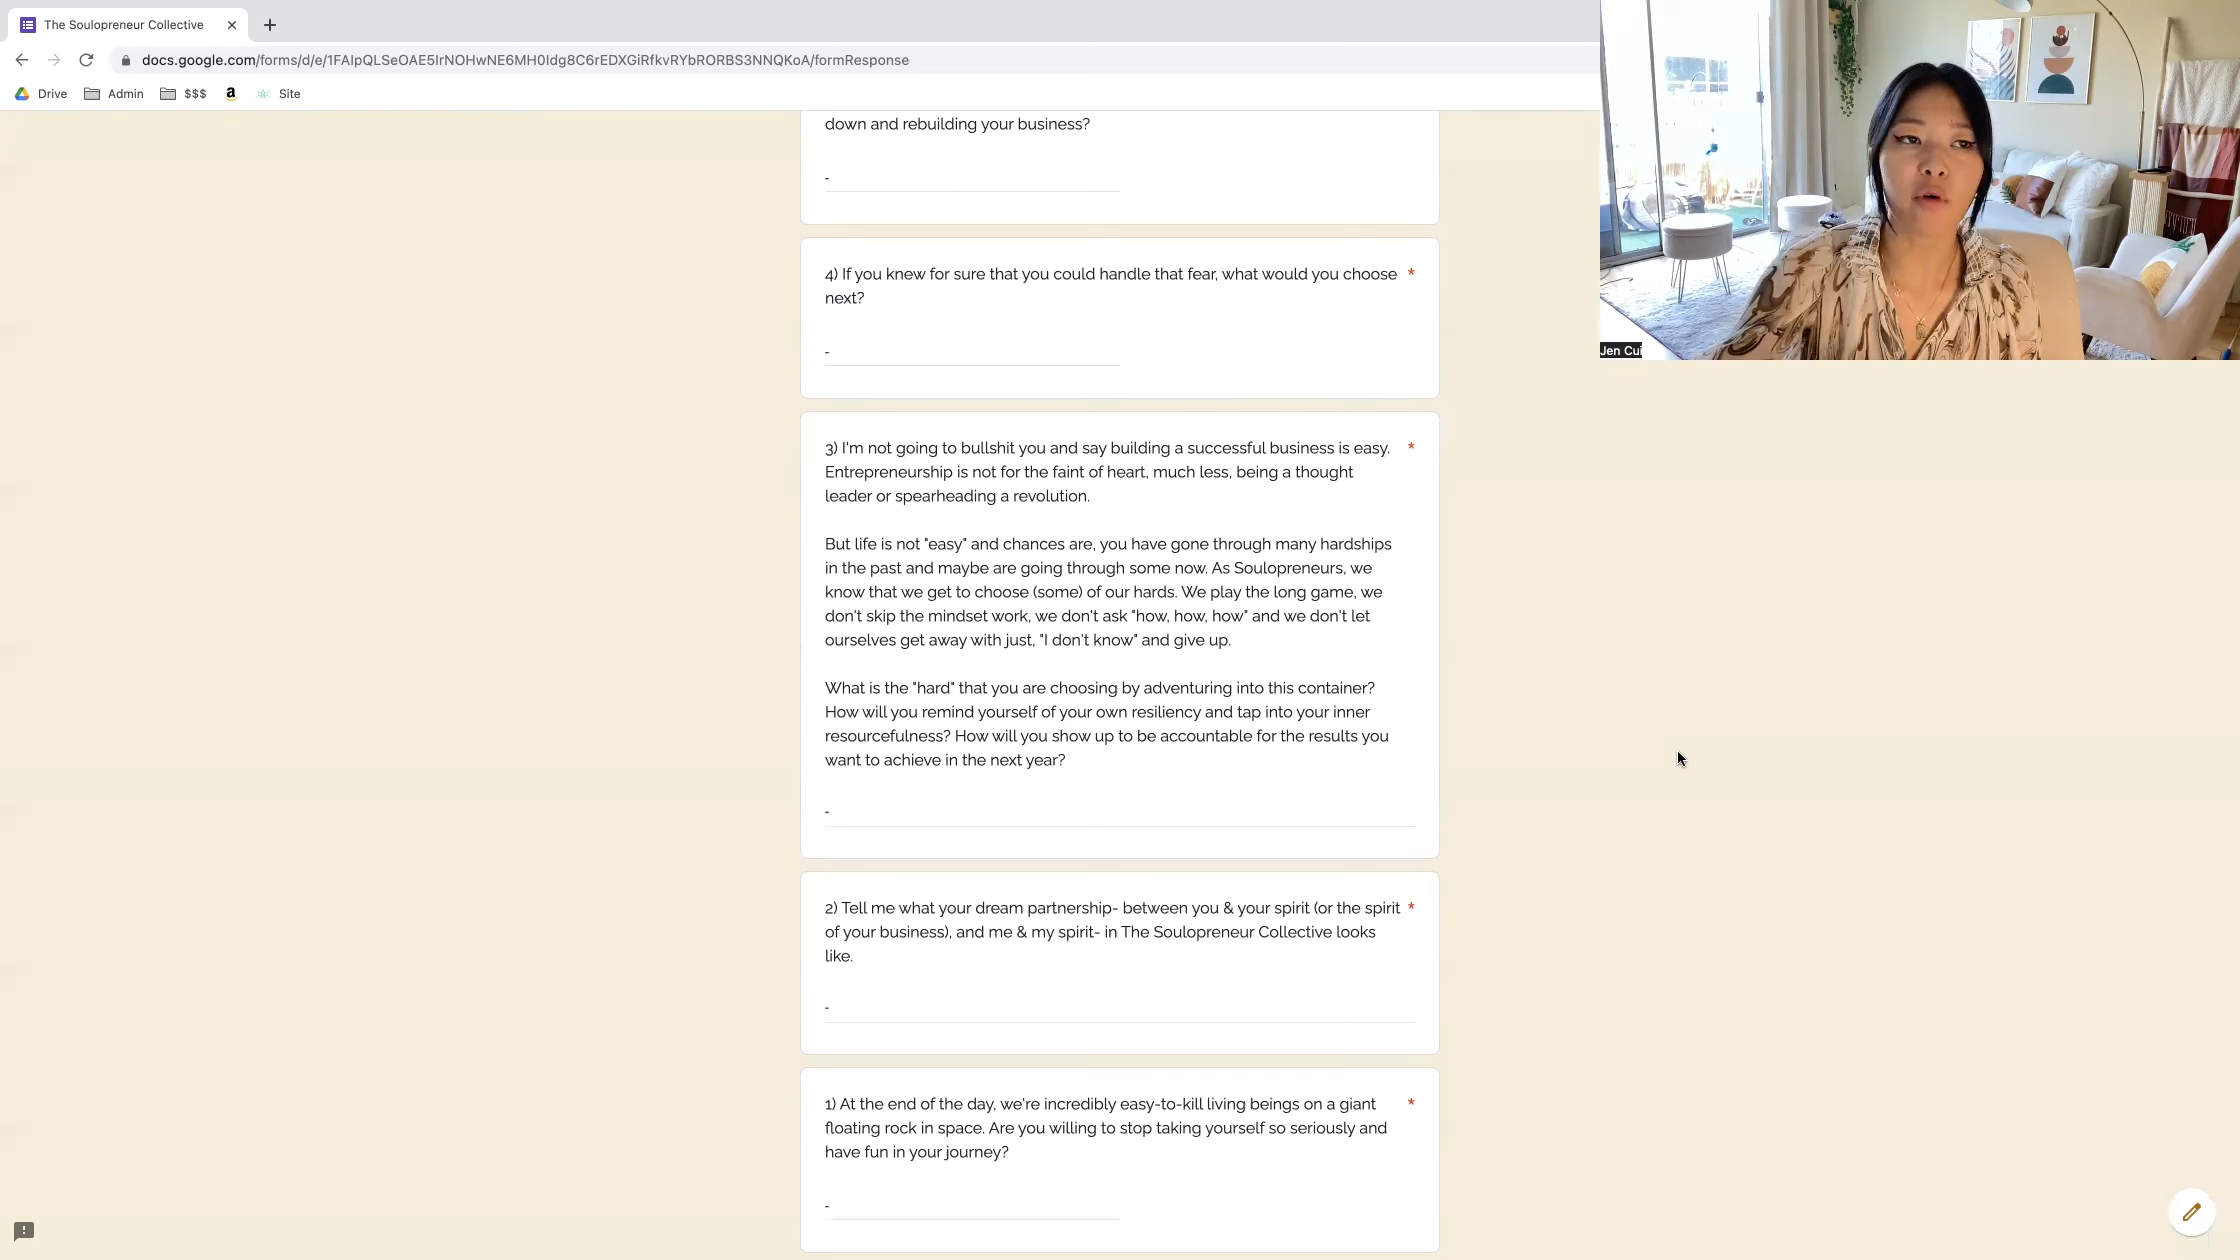 The Soulopreneur Collective
docs.google.com/forms/d/e/1FAIpQLSeOAE5IrNOHwNE6MH0Idg8C6rEDXGiRfkvRYbRORBS3NNQKoA/formResponse
Drive Admin $$$ Site
down and rebuilding your business?
-
4) If you knew for sure that you could handle that fear, what would you choose *
next?
-
3) I'm not going to bullshit you and say building a successful business is easy. *
Entrepreneurship is not for the faint of heart, much less, being a thought
leader or spearheading a revolution.
But life is not "easy" and chances are, you have gone through many hardships
in the past and maybe are going through some now. As Soulopreneurs, we
know that we get to choose (some) of our hards. We play the long game, we
don't skip the mindset work, we don't ask "how, how, how" and we don't let
ourselves get away with just, "I don't know" and give up.
What is the "hard" that you are choosing by adventuring into this container?
How will you remind yourself of your own resiliency and tap into your inner
resourcefulness? How will you show up to be accountable for the results you
want to achieve in the next year?
-
2) Tell me what your dream partnership- between you & your spirit (or the spirit *
of your business), and me & my spirit- in The Soulopreneur Collective looks
like.
-
1) At the end of the day, we're incredibly easy-to-kill living beings on a giant *
floating rock in space. Are you willing to stop taking yourself so seriously and
have fun in your journey?
-
Jen Cui